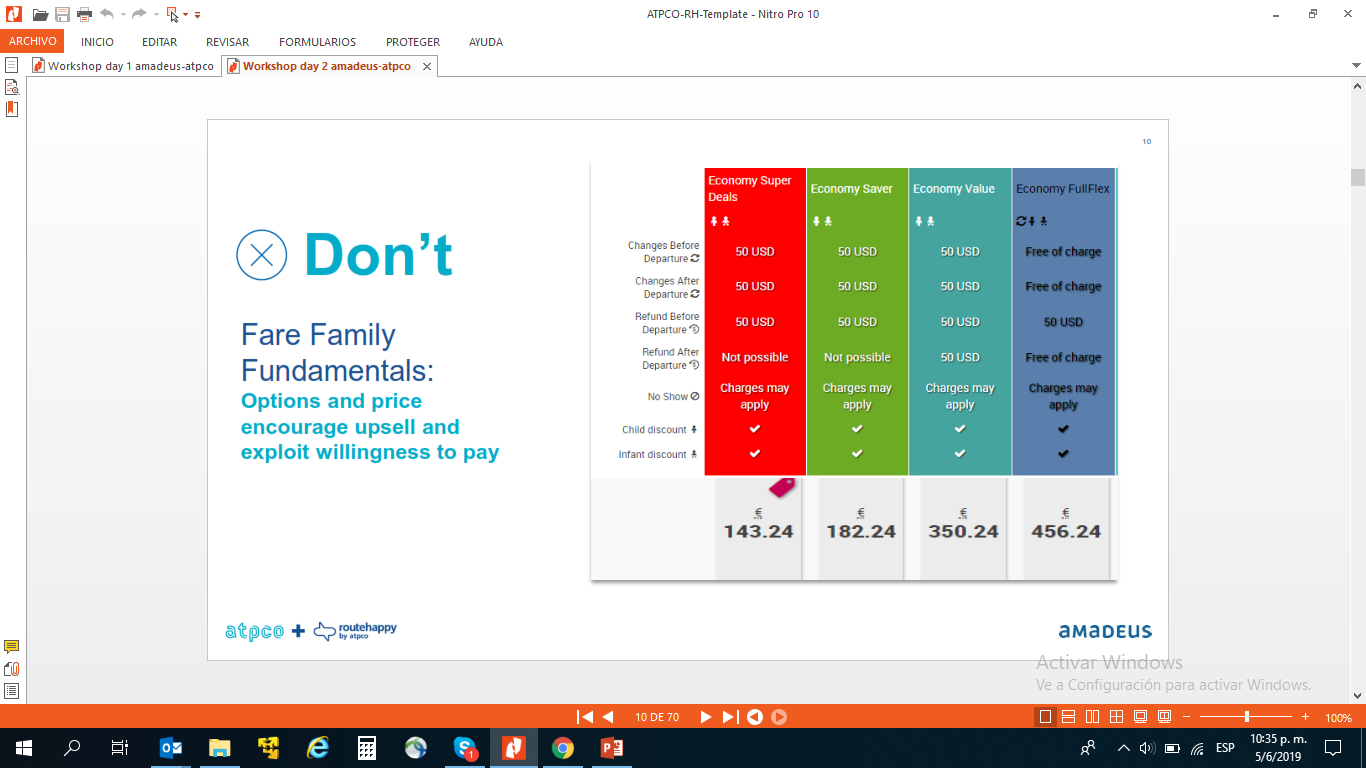 ATPCO-RH-Template - Nitro Pro 10
ARCHIVO INICIO EDITAR REVISAR FORMULARIOS PROTEGER AYUDA
Workshop day 1 amadeus-atpco Workshop day 2 amadeus-atpco
10
Don't
Fare Family
Fundamentals:
Options and price
encourage upsell and
exploit willingness to pay
Economy Super
Deals
Economy Saver
Economy Value
Economy FullFlex
Changes Before
Departure
50 USD 50 USD 50 USD Free of charge
Changes After
Departure
50 USD 50 USD 50 USD Free of charge
Refund Before
Departure
50 USD 50 USD 50 USD 50 USD
Refund After
Departure
Not possible Not possible 50 USD Free of charge
No Show
Charges may
apply
Charges may
apply
Charges may
apply
Charges may
apply
Child discount
Infant discount
€ € € €
143.24 182.24 350.24 456.24
atpco + routehappy
by atpco
amadeus
Activar Windows
Ve a Configuración para activar Windows.
10 DE 70
100%
1
ESP
10:35 p. m.
5/6/2019